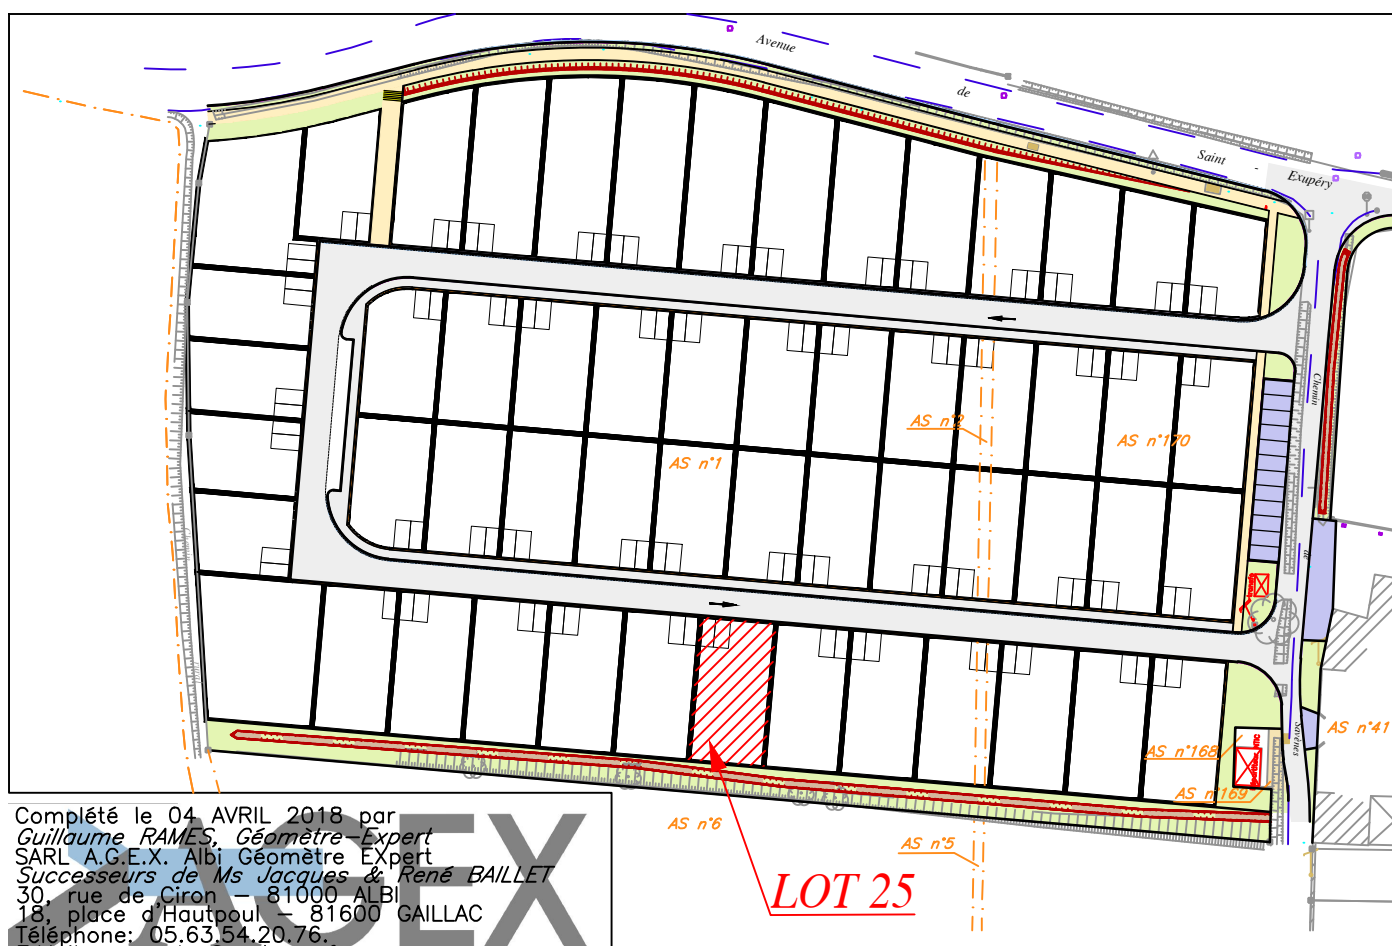 Avenue
de
Saint
-
Exupéry
Chemin
de
Savènes
AS n°2
AS n°170
AS n°1
AS n°41
AS n°168
AS n°169
AS n°6
AS n°5
LOT 25
Complété le 04 AVRIL 2018 par
Guillaume RAMES, Géomètre-Expert
SARL A.G.E.X. Albi Géomètre EXpert
Successeurs de Ms Jacques & René BAILLET
30, rue de Ciron – 81000 ALBI
18, place d'Hautpoul – 81600 GAILLAC
Téléphone: 05.63.54.20.76.
AGEX